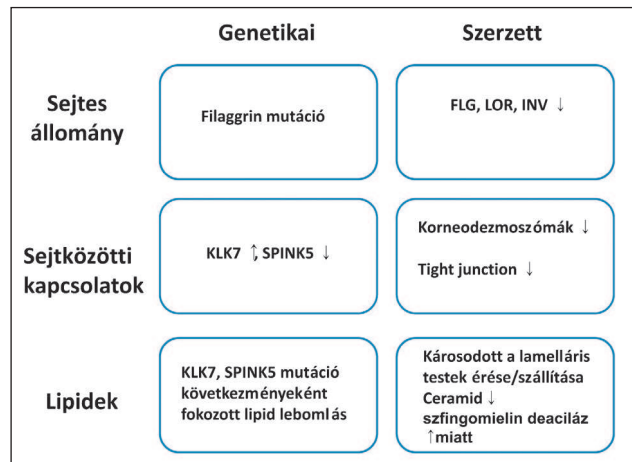 Genetikai
Szerzett
Sejtes
állomány
Filaggrin mutáció
FLG, LOR, INV ↓
Sejtközötti
kapcsolatok
KLK7 ↑, SPINK5 ↓
Korneodezmoszómák ↓
Tight junction ↓
Lipidek
KLK7, SPINK5 mutáció
következményeként
fokozott lipid lebomlás
Károsodott a lamelláris
testek érése/szállítása
Ceramid ↓
szfingomielin deaciláz
↑miatt